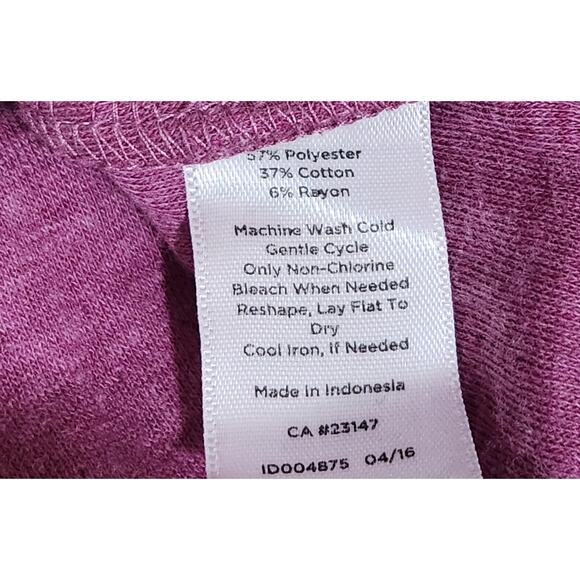 57% Polyester
37% Cotton
6% Rayon
Machine Wash Cold
Gentle Cycle
Only Non-Chlorine
Bleach When Needed
Reshape, Lay Flat To
Dry
Cool Iron, If Needed
Made In Indonesia
CA #23147
ID004875 04/16